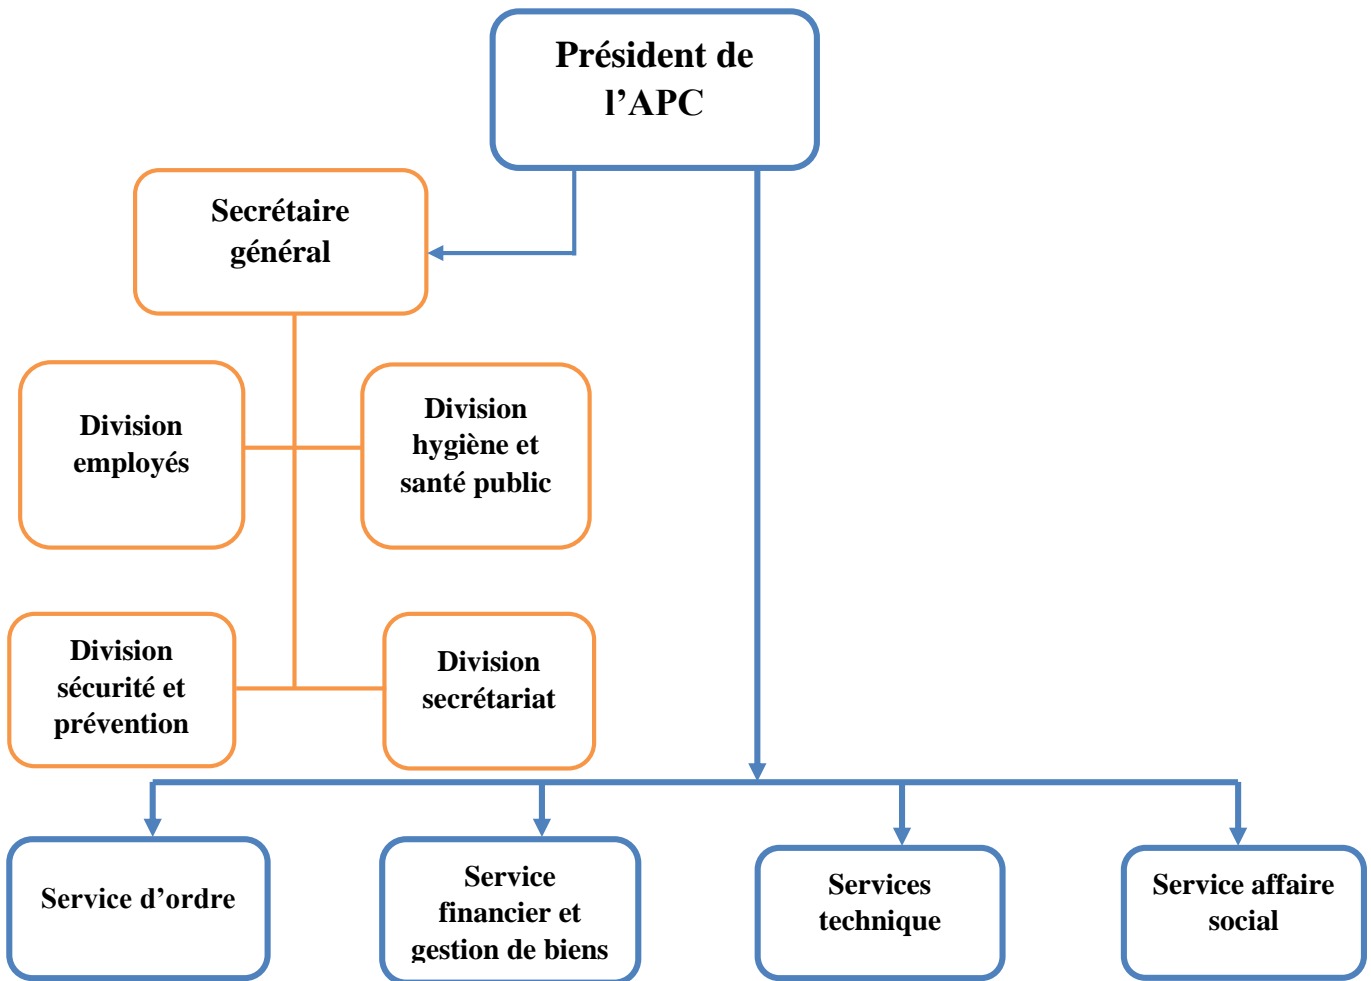 Président de
l’APC
Secrétaire
général
Division
employés
Division
hygiène et
santé public
Division
sécurité et
prévention
Division
secrétariat
Service d’ordre
Service
financier et
gestion de biens
Services
technique
Service affaire
social